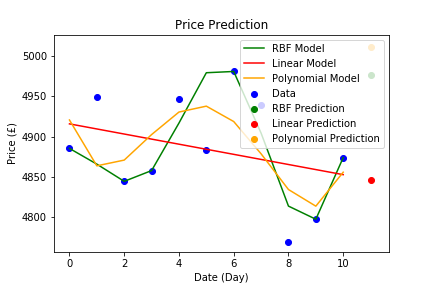 Price Prediction
5000
4950
4900
4850
4800
Price (£)
RBF Model
Linear Model
Polynomial Model
Data
RBF Prediction
Linear Prediction
Polynomial Prediction
0
2
4
6
8
10
Date (Day)